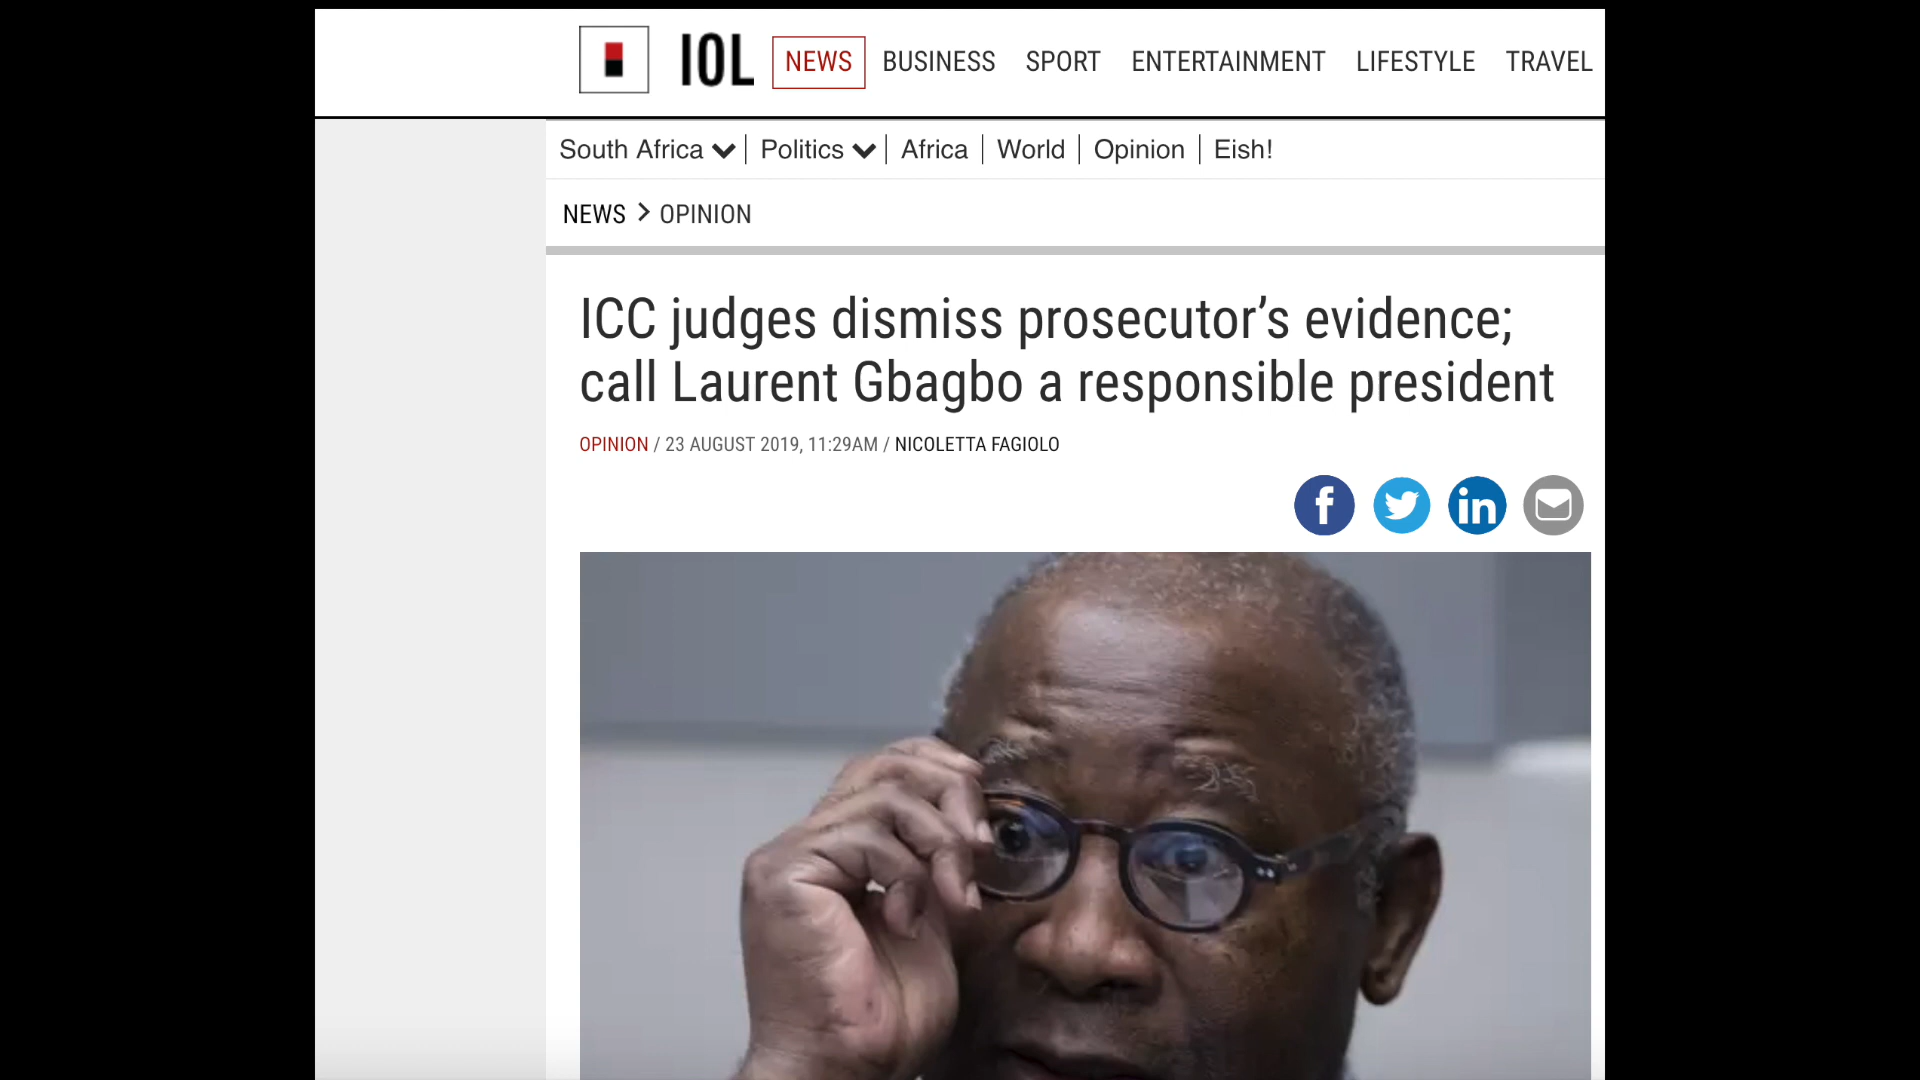 IOL NEWS BUSINESS SPORT ENTERTAINMENT LIFESTYLE TRAVEL
South Africa Politics Africa World Opinion Eish!
NEWS > OPINION
ICC judges dismiss prosecutor’s evidence;
call Laurent Gbagbo a responsible president
OPINION / 23 AUGUST 2019, 11:29AM / NICOLETTA FAGIOLO